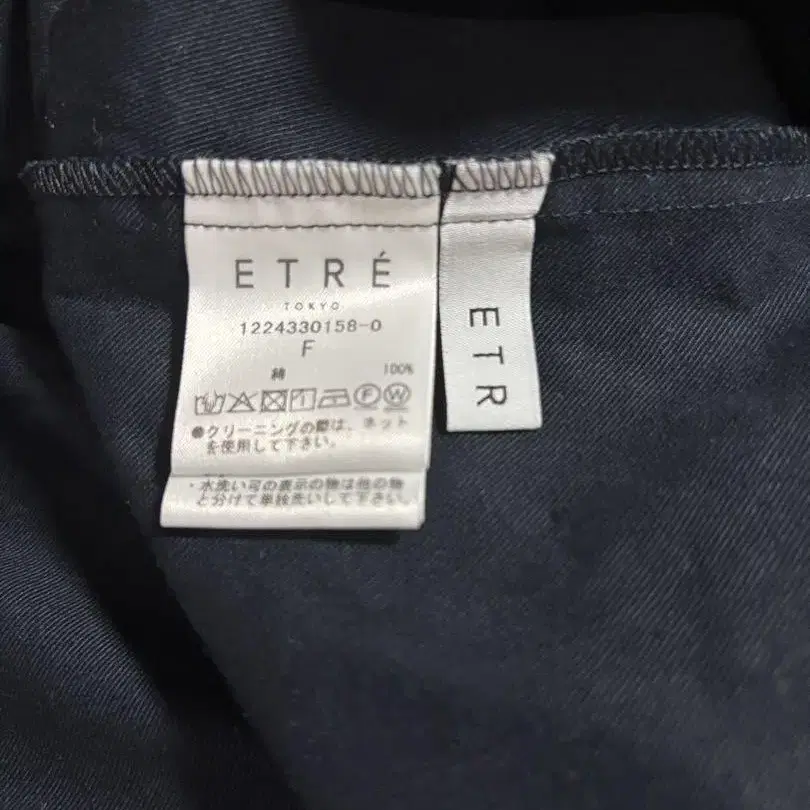 ETRÉ
TOKYO
1224330158-0
F
綿 100%
●クリーニングの際は、ネット
を使用して下さい。
・水洗い可の表示の物は他の物
と分けて単独洗いして下さい。
ETR